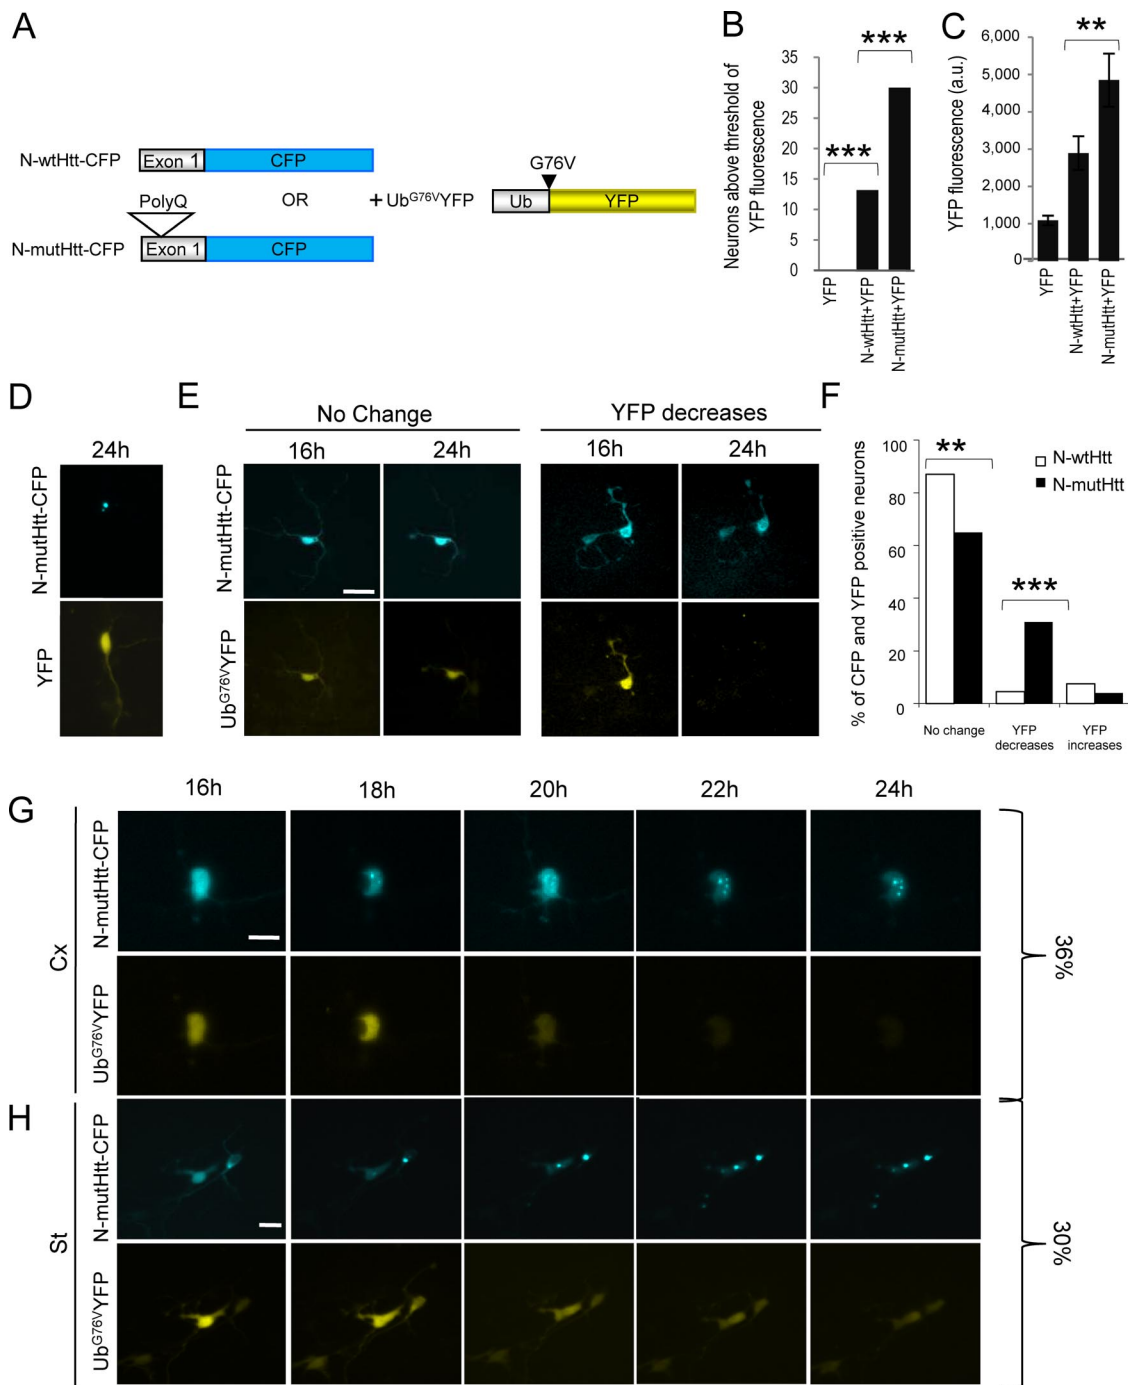 A
N-wtHtt-CFP
Exon 1
CFP
PolyQ
OR
+ Ub^G76V YFP
G76V
Ub
YFP
N-mutHtt-CFP
Exon 1
CFP
B
Neurons above threshold of
YFP fluorescence
35
30
25
20
15
10
5
0
***
***
YFP
N-wtHtt+YFP
N-mutHtt+YFP
C
YFP fluorescence (a.u.)
6,000
5,000
4,000
3,000
2,000
1,000
0
**
YFP
N-wtHtt+YFP
N-mutHtt+YFP
D
24h
N-mutHtt-CFP
YFP
E
No Change
YFP decreases
16h
24h
16h
24h
N-mutHtt-CFP
Ub^G76V YFP
F
% of CFP and YFP positive neurons
100
80
60
40
20
0
**
***
N-wtHtt
N-mutHtt
No change
YFP
decreases
YFP
increases
16h
18h
20h
22h
24h
G
Cx
N-mutHtt-CFP
Ub^G76V YFP
36%
H
St
N-mutHtt-CFP
Ub^G76V YFP
30%